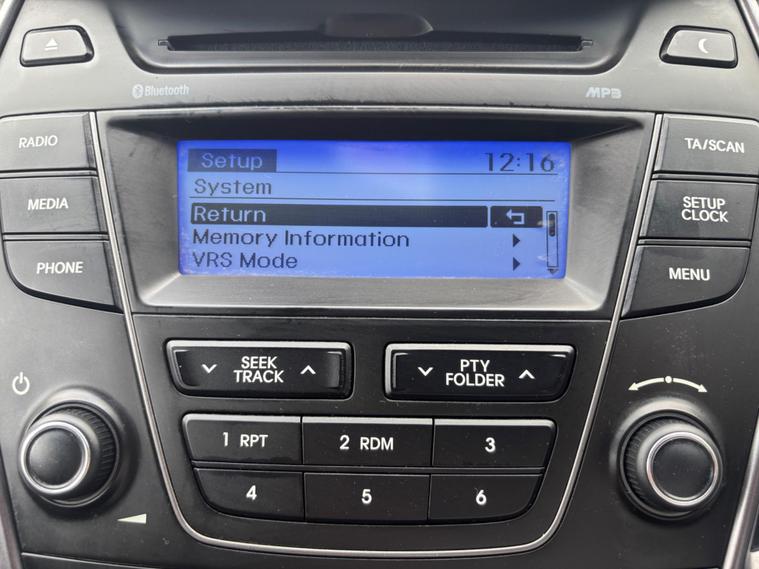 Bluetooth
MP3
RADIO
MEDIA
PHONE
Setup 12:16
System
Return
Memory Information
VRS Mode
TA/SCAN
SETUP
CLOCK
MENU
SEEK
TRACK
PTY
FOLDER
1 RPT
2 RDM
3
4
5
6